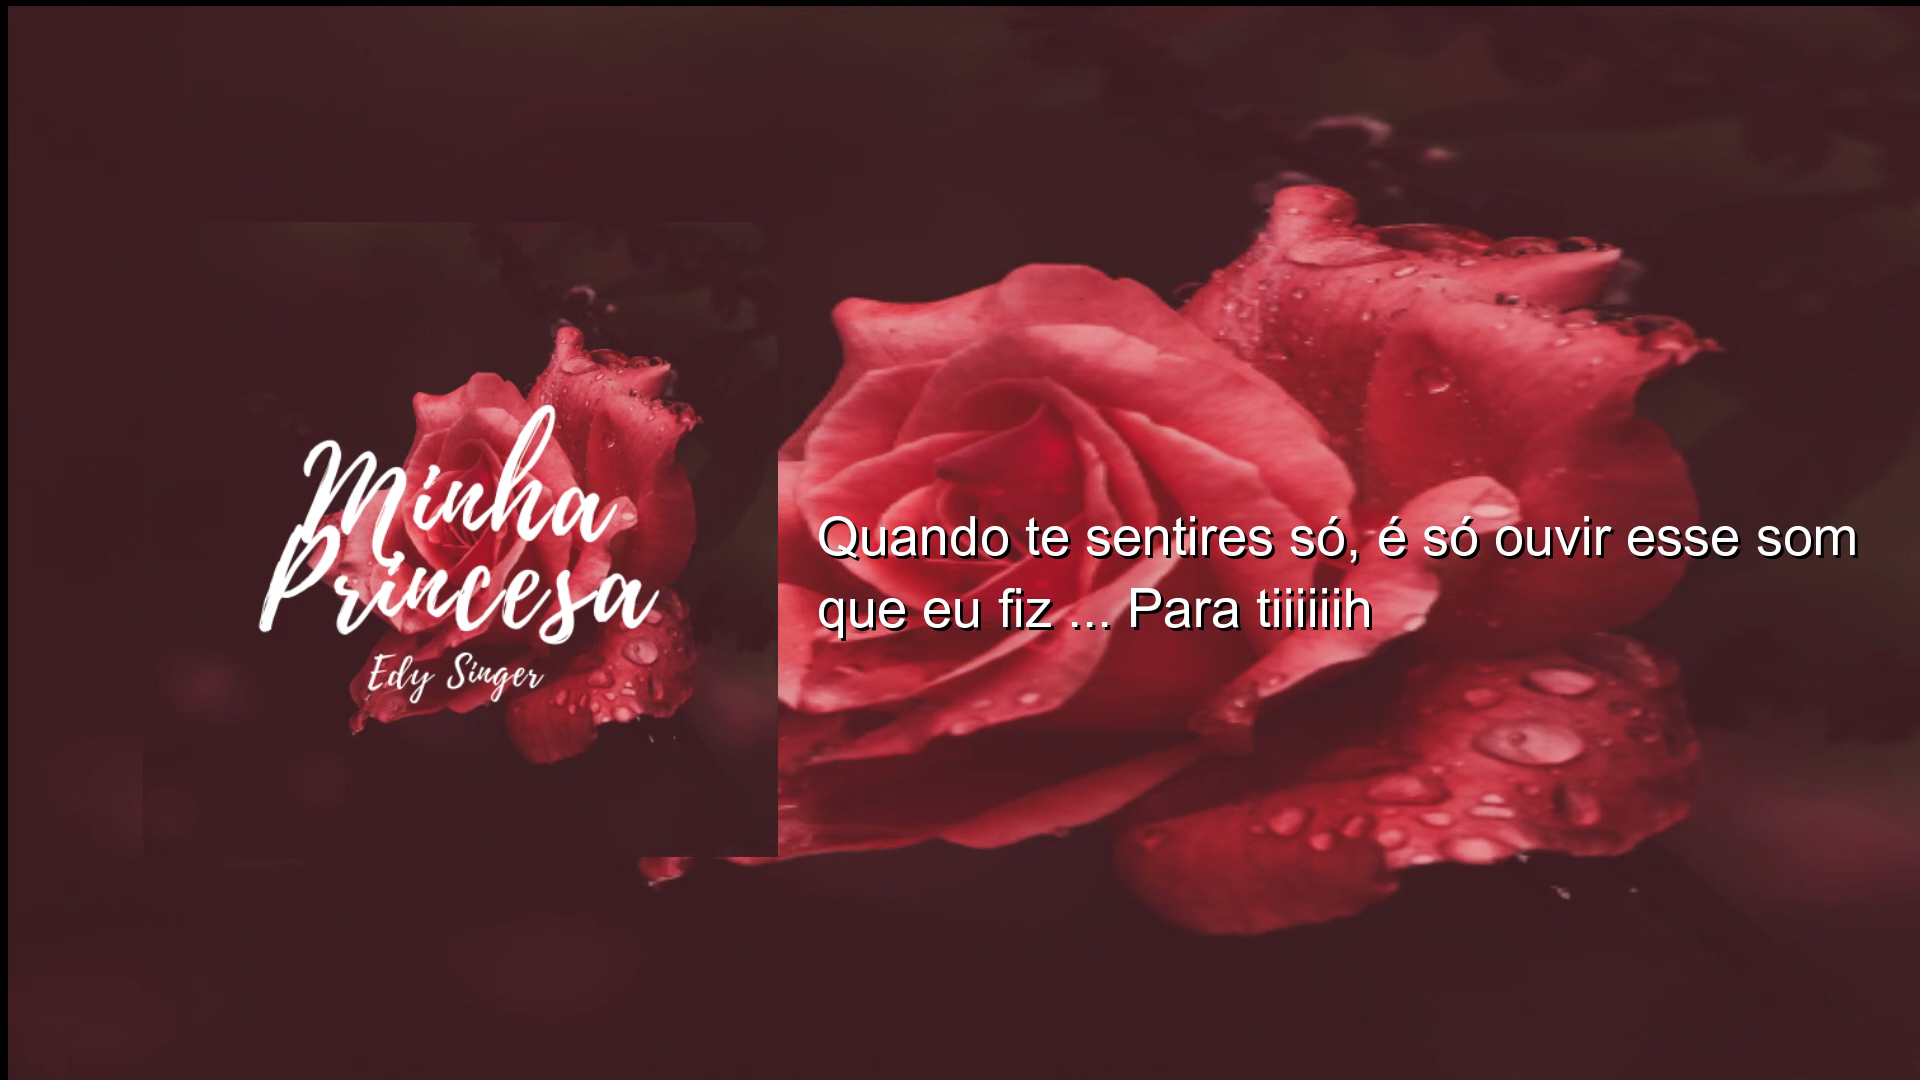 Minha
Princesa
Edy Singer
Quando te sentires só, é só ouvir esse som
que eu fiz ... Para tiiiiiih